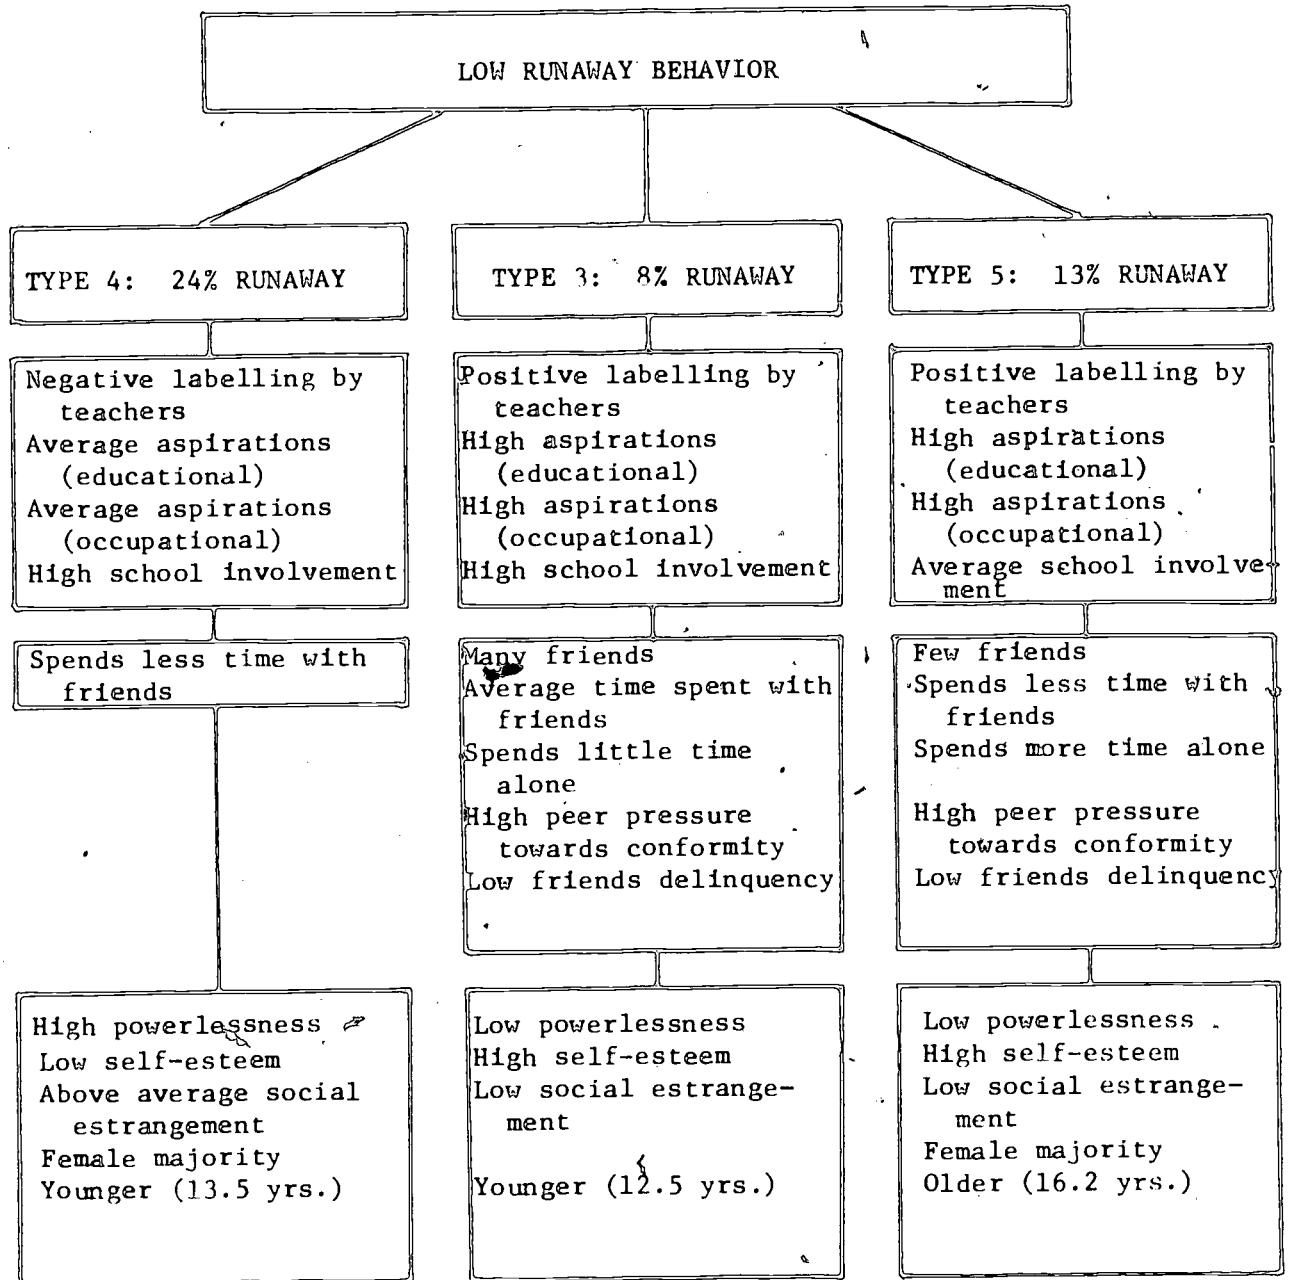 LOW RUNAWAY BEHAVIOR
TYPE 4: 24% RUNAWAY
Negative labelling by
teachers
Average aspirations
(educational)
Average aspirations
(occupational)
High school involvement
Spends less time with
friends
High powerlessness
Low self-esteem
Above average social
estrangement
Female majority
Younger (13.5 yrs.)
TYPE 3: 8% RUNAWAY
Positive labelling by
teachers
High aspirations
(educational)
High aspirations
(occupational)
High school involvement
Many friends
Average time spent with
friends
Spends little time
alone
High peer pressure
towards conformity
Low friends delinquency
Low powerlessness
High self-esteem
Low social estrange-
ment
Younger (12.5 yrs.)
TYPE 5: 13% RUNAWAY
Positive labelling by
teachers
High aspirations
(educational)
High aspirations
(occupational)
Average school involve-
ment
Few friends
Spends less time with
friends
Spends more time alone
High peer pressure
towards conformity
Low friends delinquency
Low powerlessness
High self-esteem
Low social estrange-
ment
Female majority
Older (16.2 yrs.)